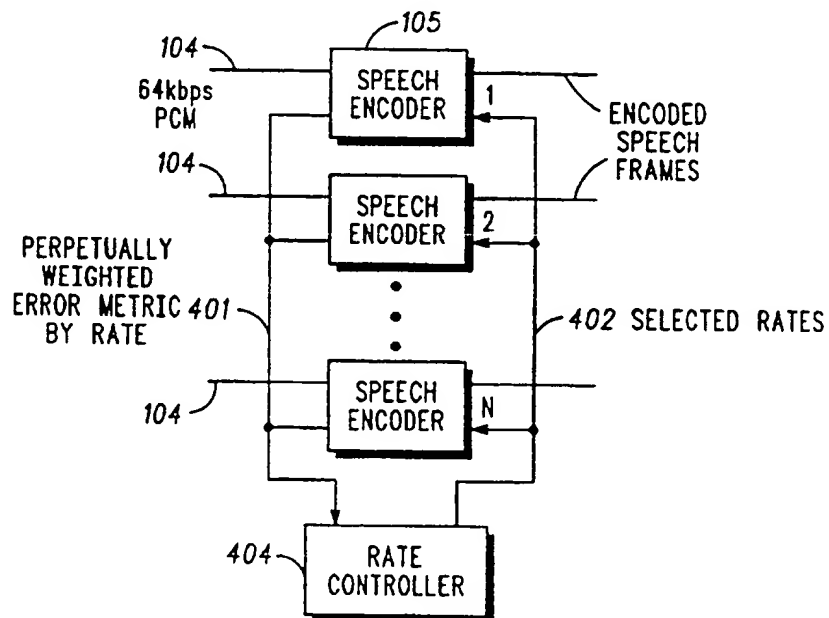 105
104
64kbps
PCM
SPEECH
ENCODER
1
ENCODED
SPEECH
FRAMES
104
SPEECH
ENCODER
2
PERPETUALLY
WEIGHTED
ERROR METRIC
BY RATE
401
402 SELECTED RATES
104
SPEECH
ENCODER
N
404
RATE
CONTROLLER